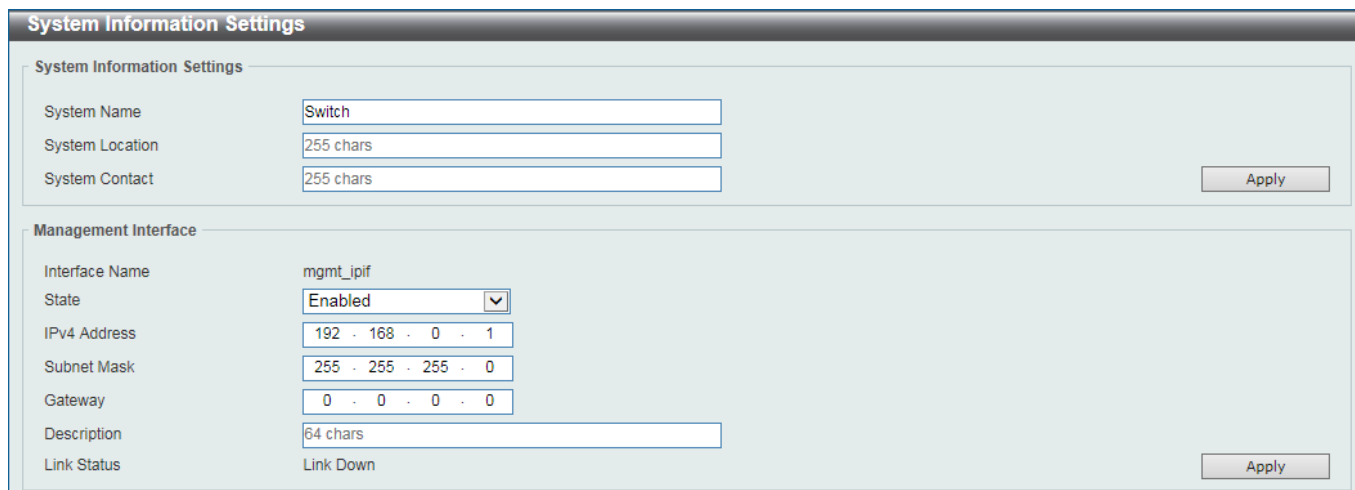 System Information Settings
System Information Settings
System Name Switch
System Location 255 chars
System Contact 255 chars Apply
Management Interface
Interface Name mgmt_ipif
State Enabled
IPv4 Address 192 . 168 . 0 . 1
Subnet Mask 255 . 255 . 255 . 0
Gateway 0 . 0 . 0 . 0
Description 64 chars
Link Status Link Down Apply